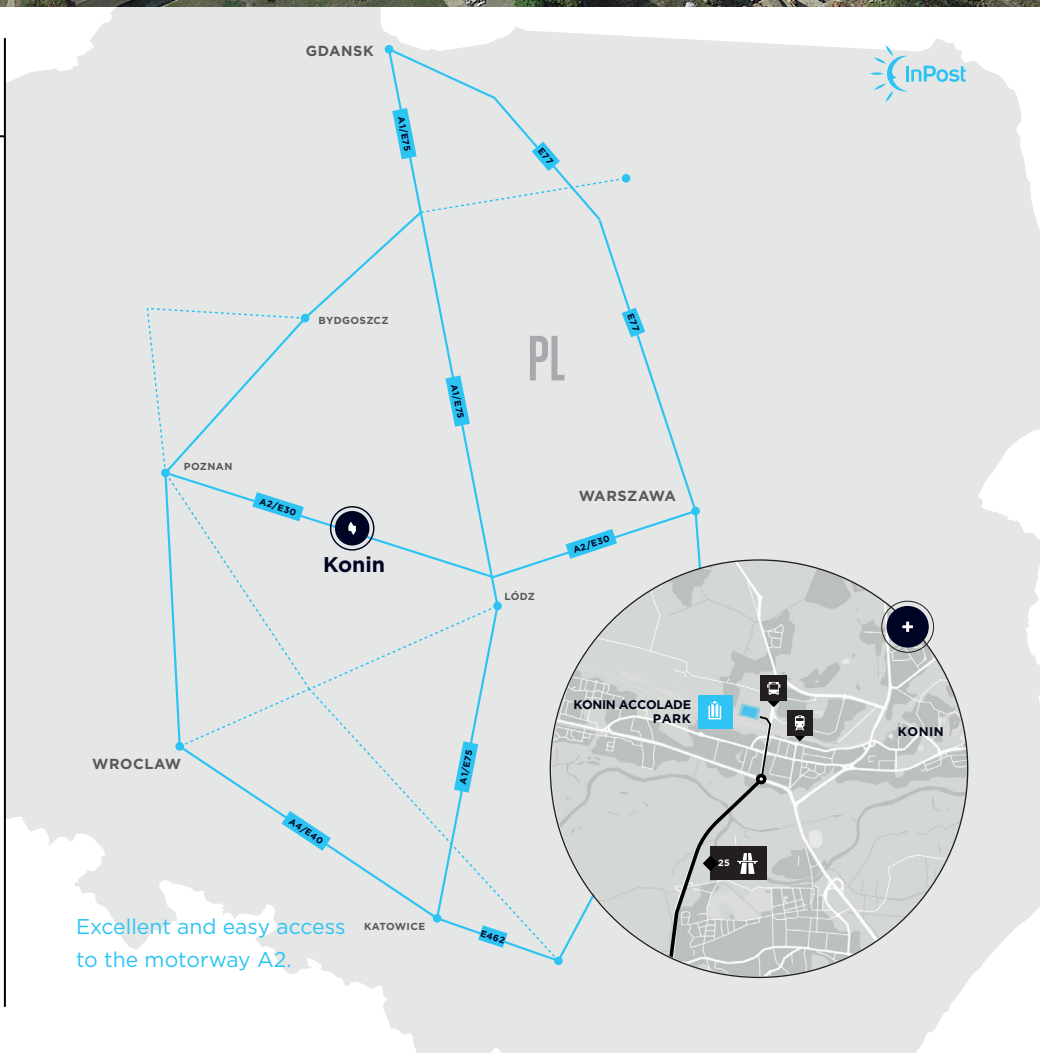 GDANSK
InPost
A1/E75
E77
E77
BYDGOSZCZ
PL
A1/E75
POZNAN
A2/E30
WARSZAWA
A2/E30
Konin
LÓDZ
KONIN ACCOLADE
PARK
KONIN
WROCLAW
A1/E75
A4/E40
25
Excellent and easy access
to the motorway A2.
KATOWICE
E462